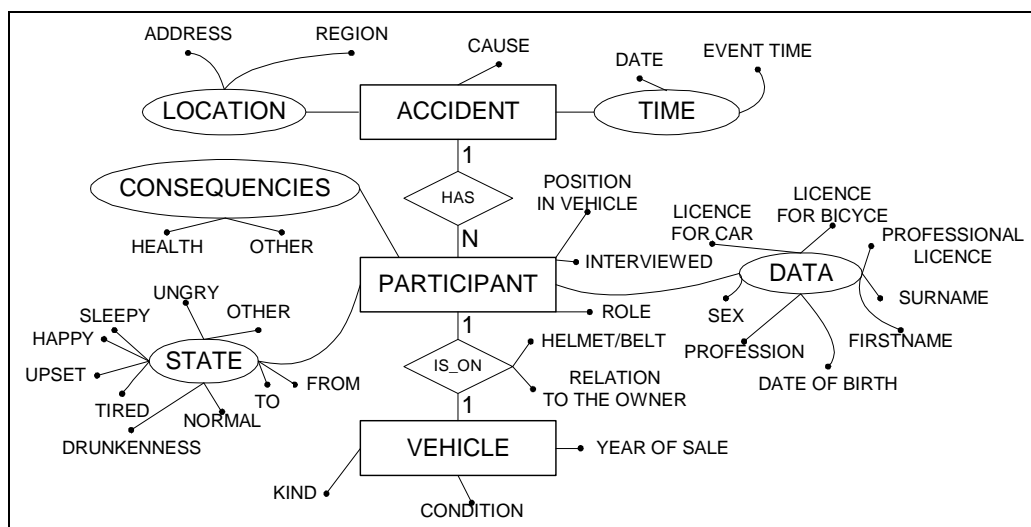 ADDRESS
REGION
CAUSE
DATE
EVENT TIME
LOCATION
ACCIDENT
TIME
1
HAS
N
CONSEQUENCIES
HEALTH
OTHER
POSITION
IN VEHICLE
INTERVIEWED
PARTICIPANT
ROLE
LICENCE
FOR CAR
LICENCE
FOR BICYCE
PROFESSIONAL
LICENCE
DATA
SURNAME
FIRSTNAME
SEX
PROFESSION
DATE OF BIRTH
UNGRY
SLEEPY
OTHER
HAPPY
STATE
UPSET
TIRED
NORMAL
TO
FROM
DRUNKENNESS
1
IS_ON
1
HELMET/BELT
RELATION
TO THE OWNER
VEHICLE
YEAR OF SALE
KIND
CONDITION